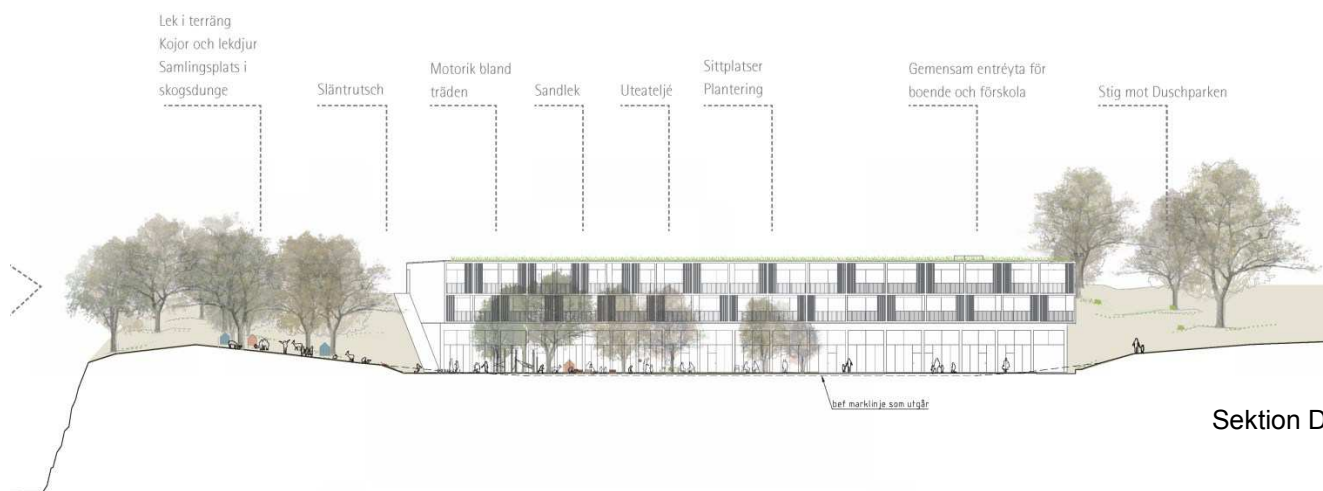 Lek i terräng
Kojor och lekdjur
Samlingsplats i
skogsdunge
Släntrutsch
Motorik bland
träden
Sandlek
Uteateljé
Sittplatser
Plantering
Gemensam entréyta för
boende och förskola
Stig mot Duschparken
bef marklinje som utgår
Sektion D